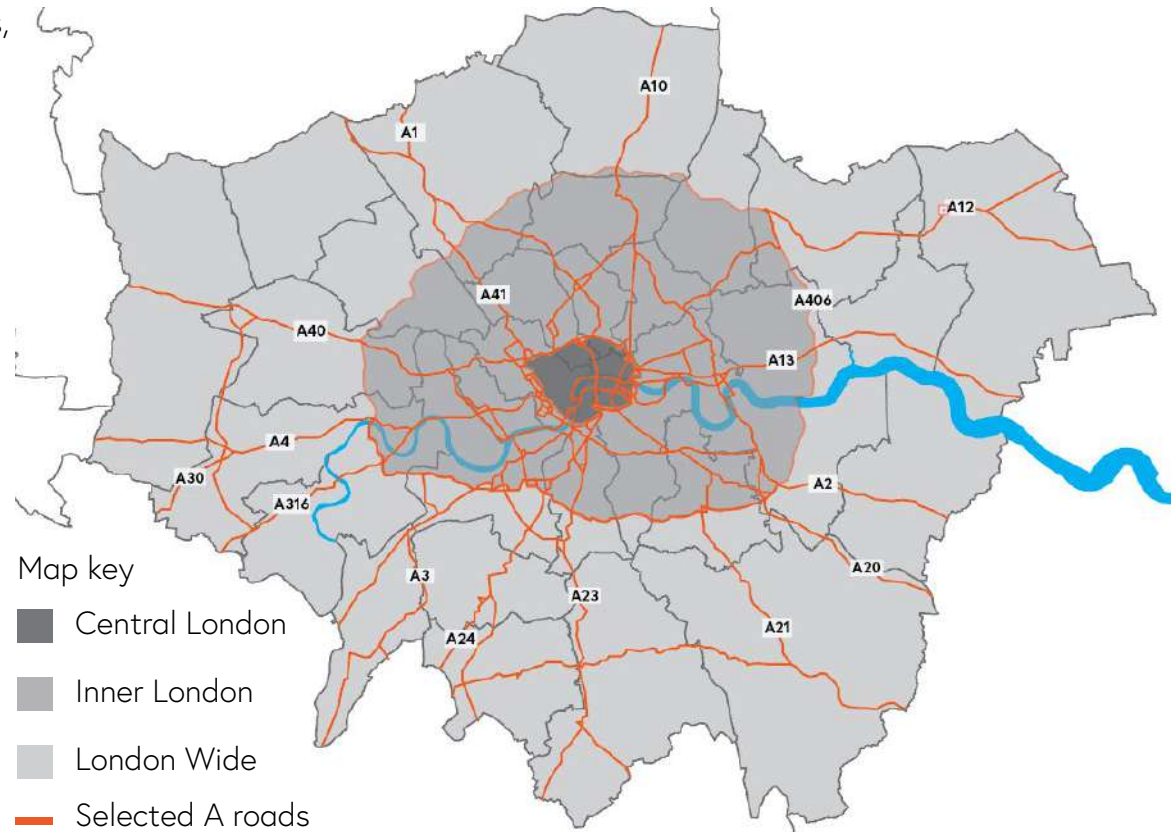 A10
A1
A12
A41
A406
A40
A13
A4
A30
A2
A316
A20
A3
A23
A21
A24
Map key
Central London
Inner London
London Wide
Selected A roads